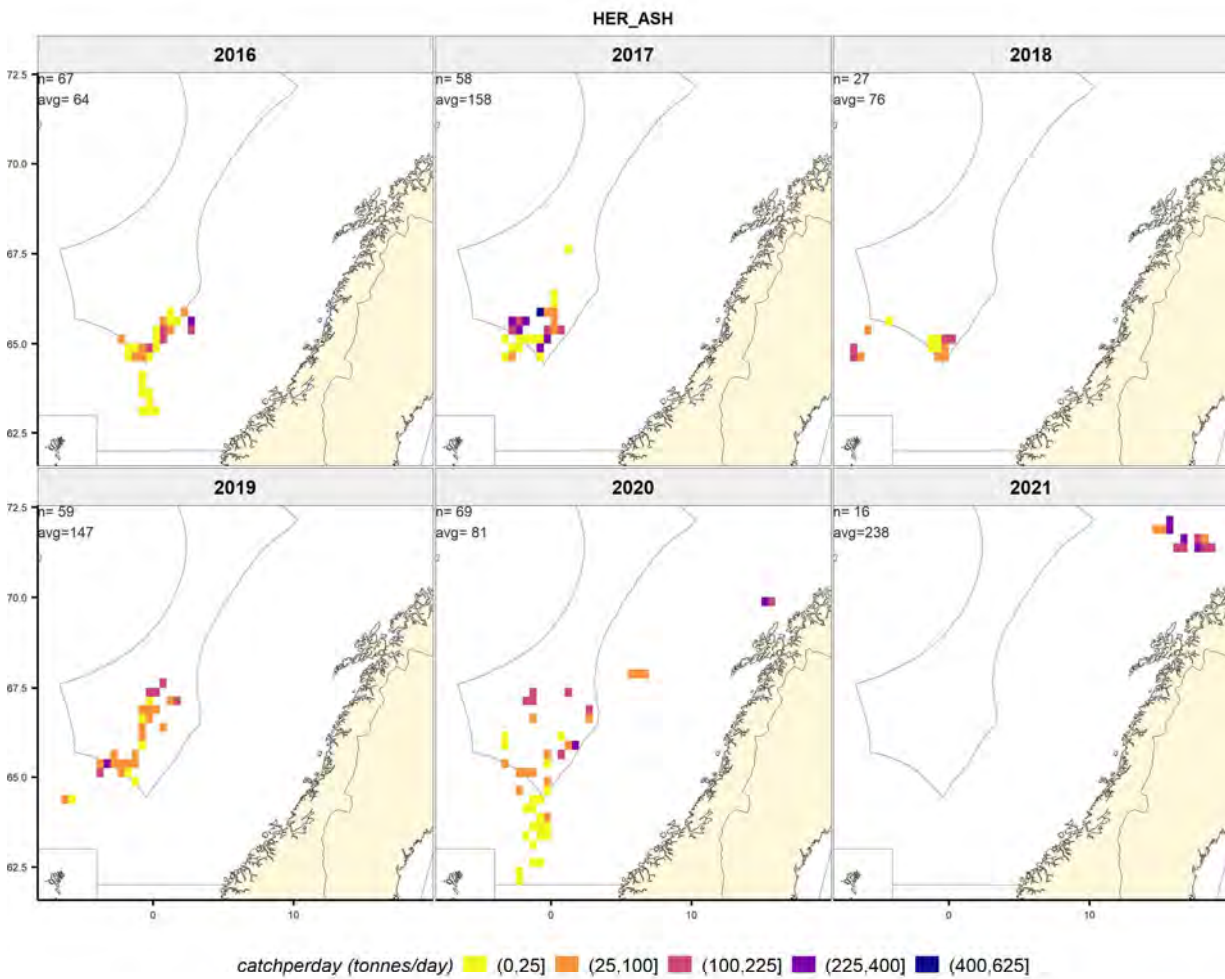 HER_ASH
2016
2017
2018
n= 67
avg= 64
n= 58
avg=158
n= 27
avg= 76
72.5
70.0
67.5
65.0
62.5
2019
2020
2021
n= 59
avg=147
n= 69
avg= 81
n= 16
avg=238
72.5
70.0
67.5
65.0
62.5
0 10
0 10
0 10
catchperday (tonnes/day) (0,25] (25,100] (100,225] (225,400] (400,625]